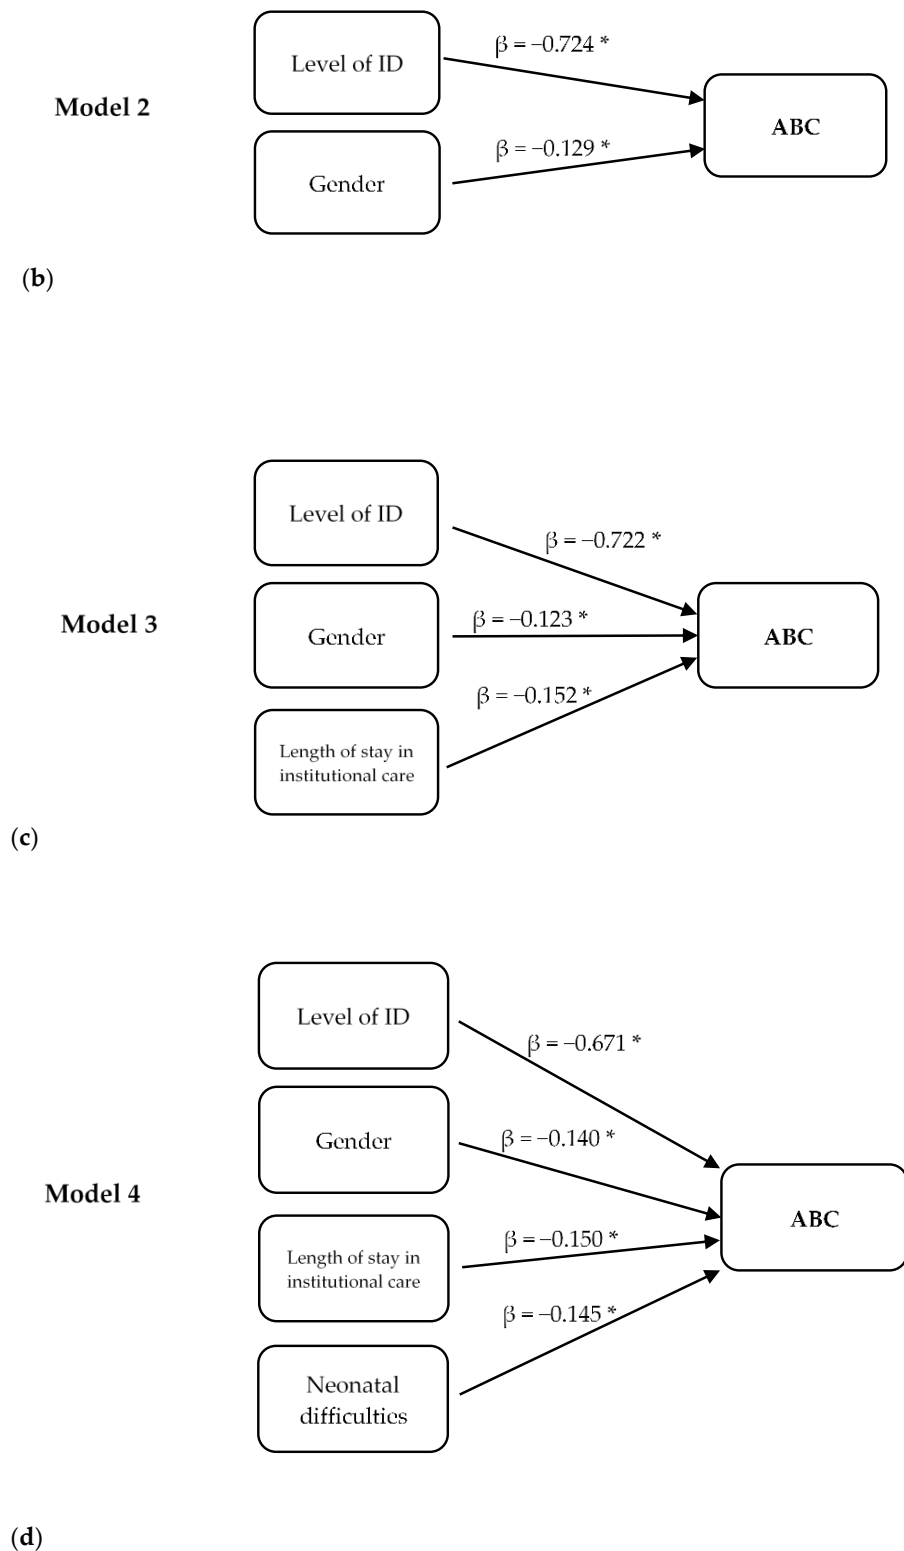 Model 2
Level of ID
β = −0.724 *
Gender
β = −0.129 *
ABC
(b)
Model 3
Level of ID
β = −0.722 *
Gender
β = −0.123 *
Length of stay in
institutional care
β = −0.152 *
ABC
(c)
Model 4
Level of ID
β = −0.671 *
Gender
β = −0.140 *
Length of stay in
institutional care
β = −0.150 *
Neonatal
difficulties
β = −0.145 *
ABC
(d)